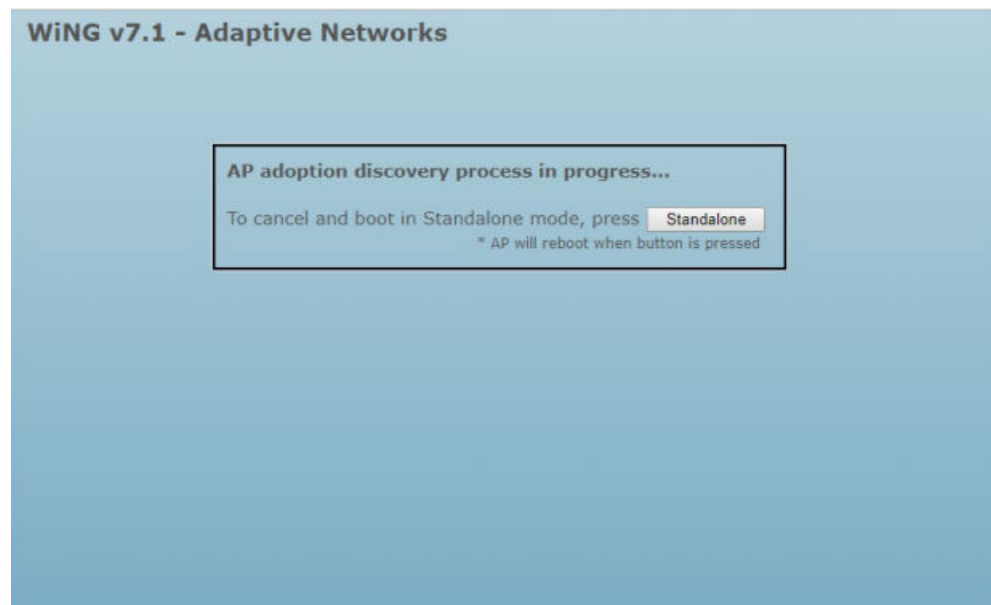 WiNG v7.1 - Adaptive Networks
AP adoption discovery process in progress...
To cancel and boot in Standalone mode, press Standalone
* AP will reboot when button is pressed